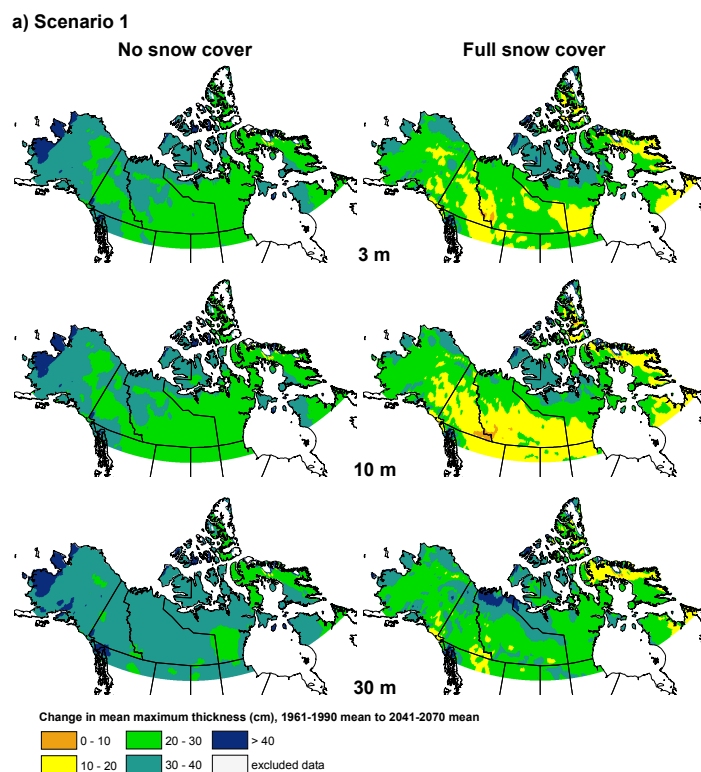 a) Scenario 1
No snow cover
Full snow cover
3 m
10 m
30 m
Change in mean maximum thickness (cm), 1961-1990 mean to 2041-2070 mean
0 - 10
20 - 30
> 40
10 - 20
30 - 40
excluded data